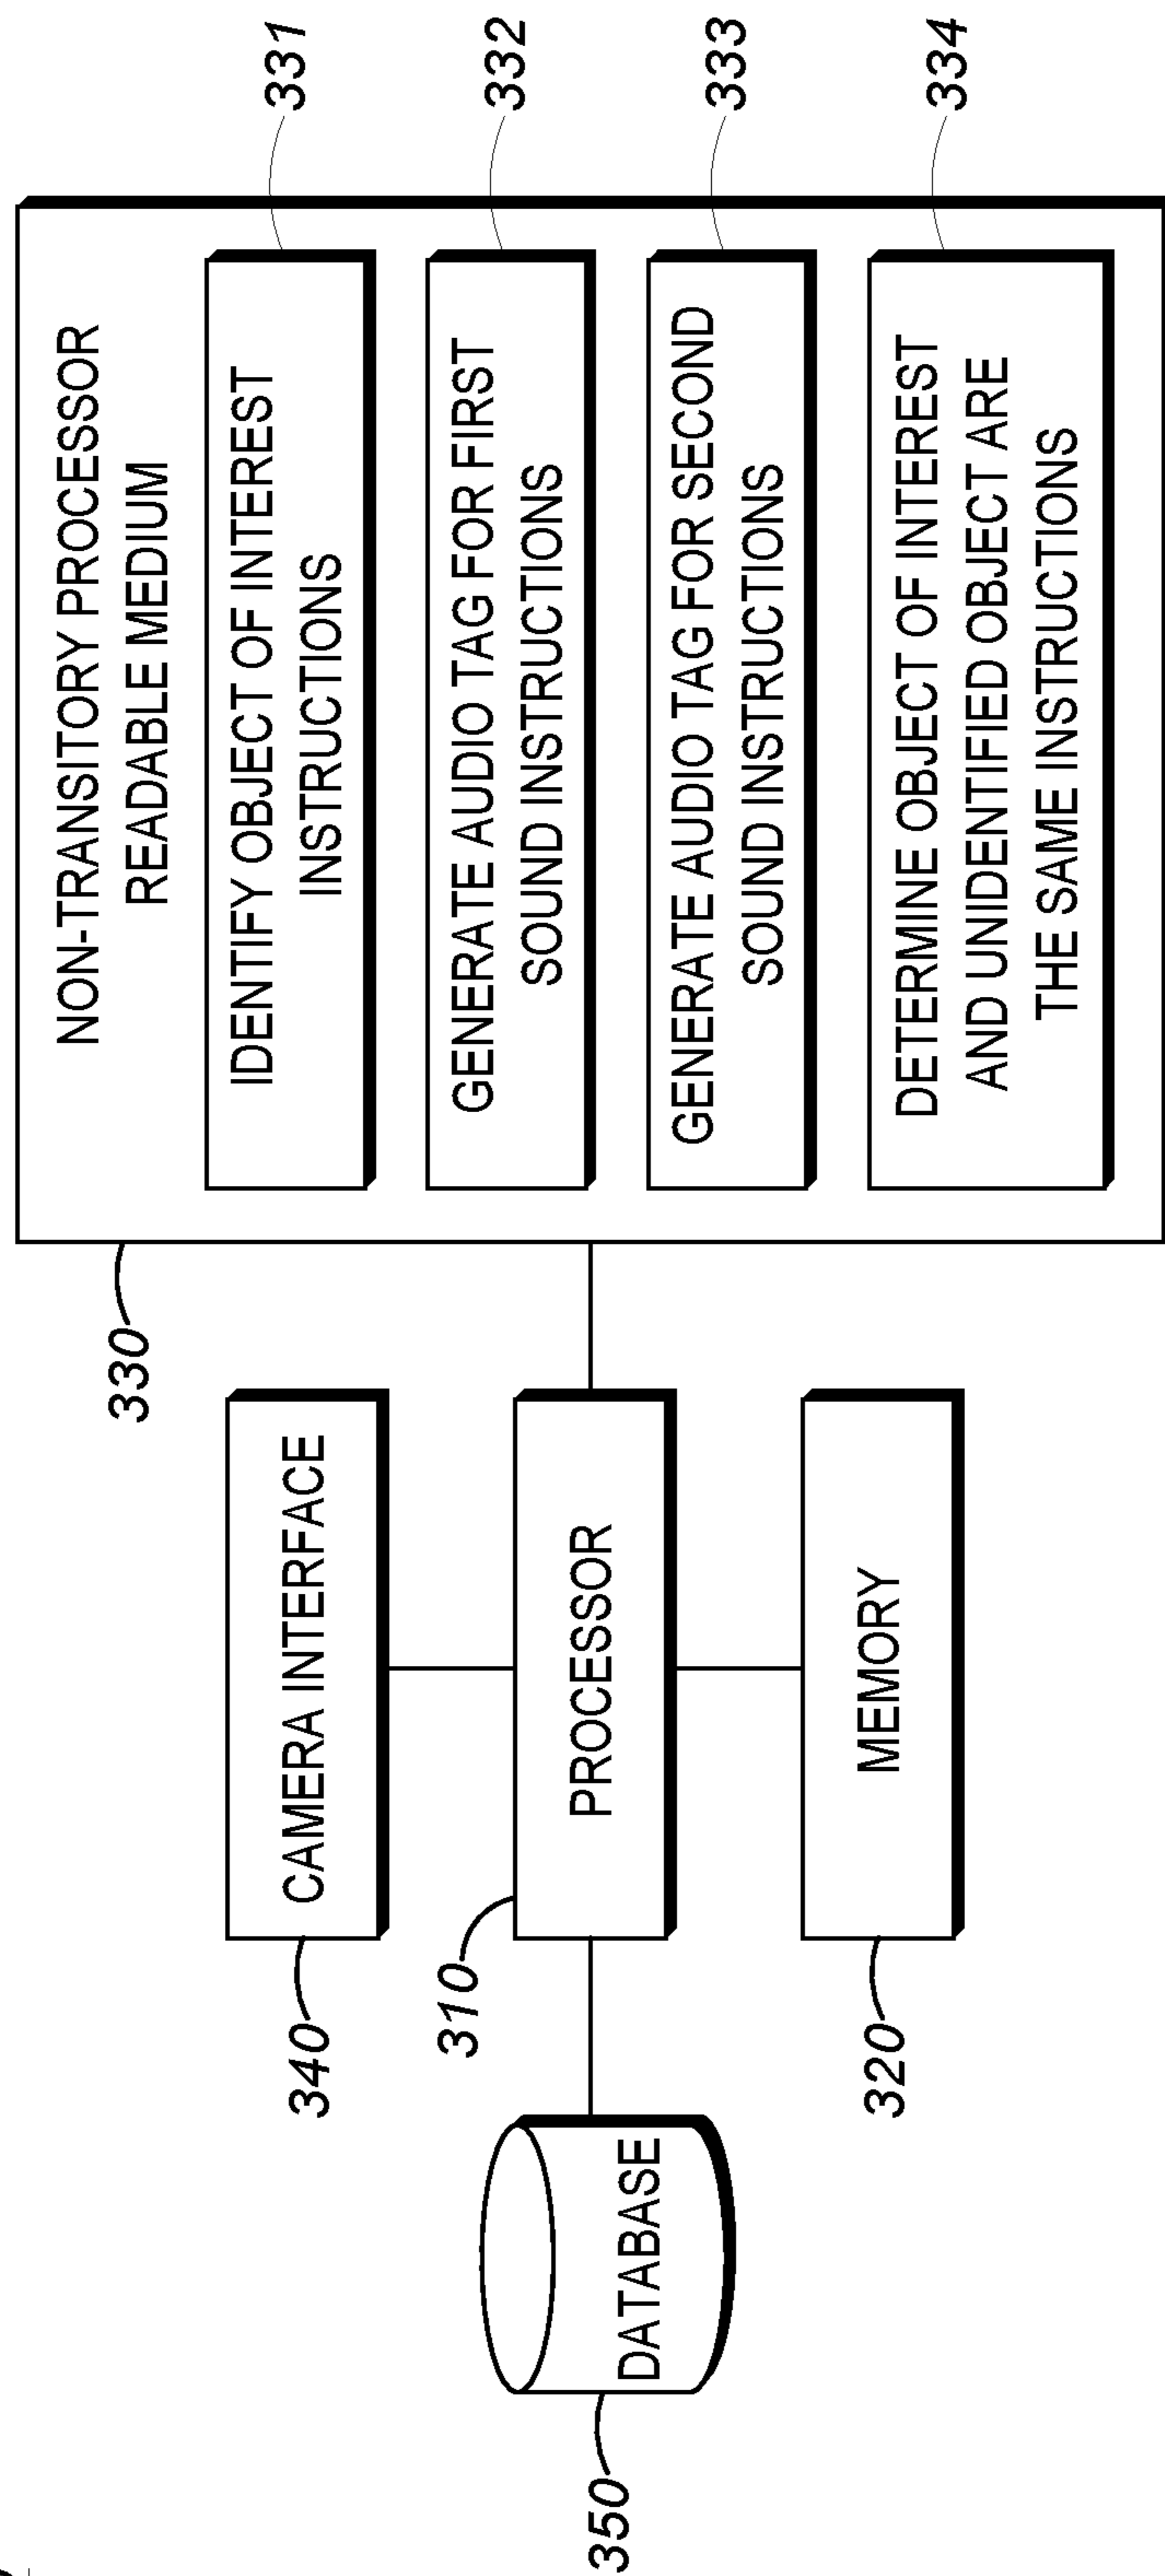 350
DATABASE
340
CAMERA INTERFACE
310
PROCESSOR
320
MEMORY
330
NON-TRANSITORY PROCESSOR
READABLE MEDIUM
IDENTIFY OBJECT OF INTEREST
INSTRUCTIONS
331
GENERATE AUDIO TAG FOR FIRST
SOUND INSTRUCTIONS
332
GENERATE AUDIO TAG FOR SECOND
SOUND INSTRUCTIONS
333
DETERMINE OBJECT OF INTEREST
AND UNIDENTIFIED OBJECT ARE
THE SAME INSTRUCTIONS
334